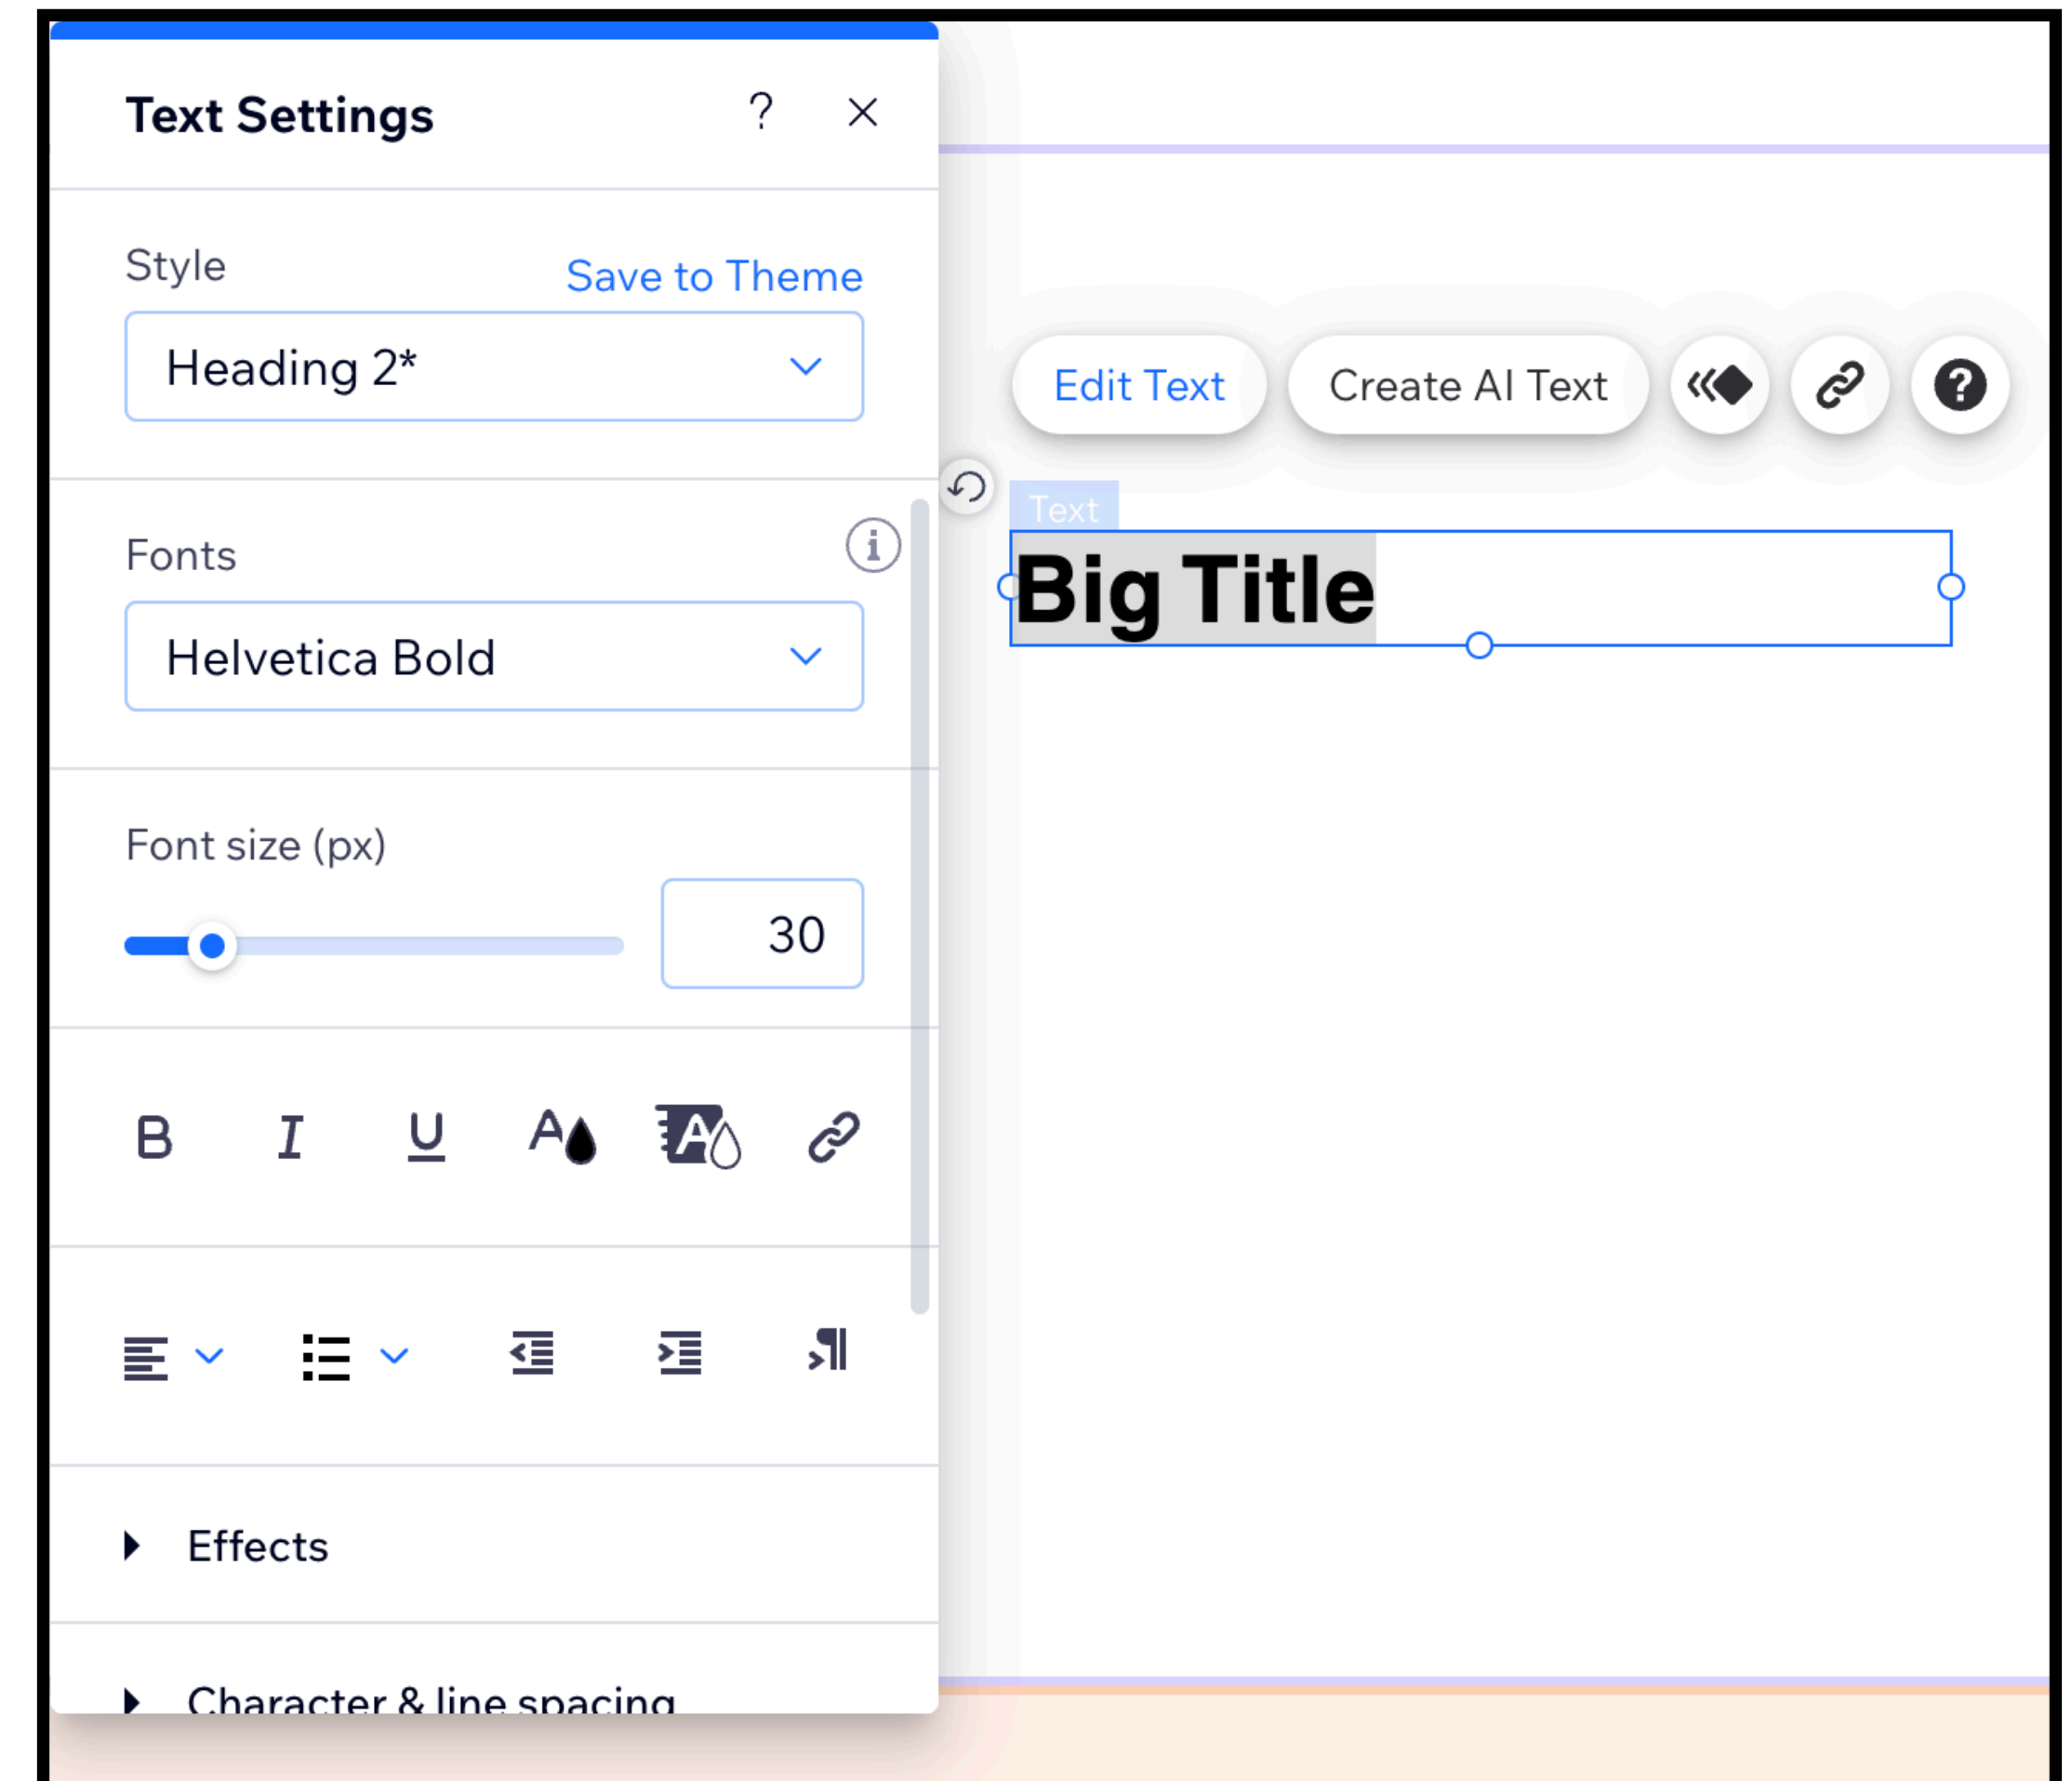 Text Settings ?
Style Save to Theme
Heading 2*
Fonts i
Helvetica Bold
Font size (px)
30
B I U A A
Effects
Character & line spacing
Edit Text Create AI Text ?
Text
Big Title